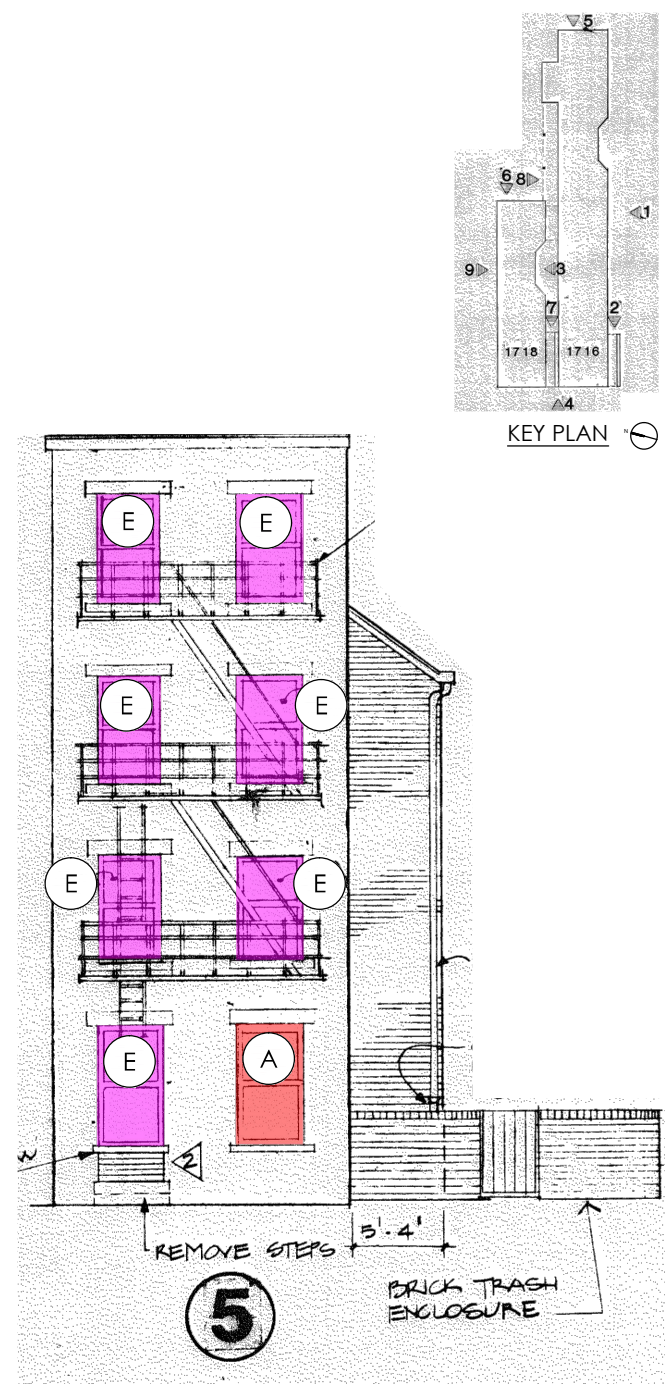 5
6
8
1
9
3
7
2
1718
1716
4
KEY PLAN
N
E
E
E
E
E
E
E
A
2
REMOVE STEPS
5'-4"
5
BRICK TRASH
ENCLOSURE